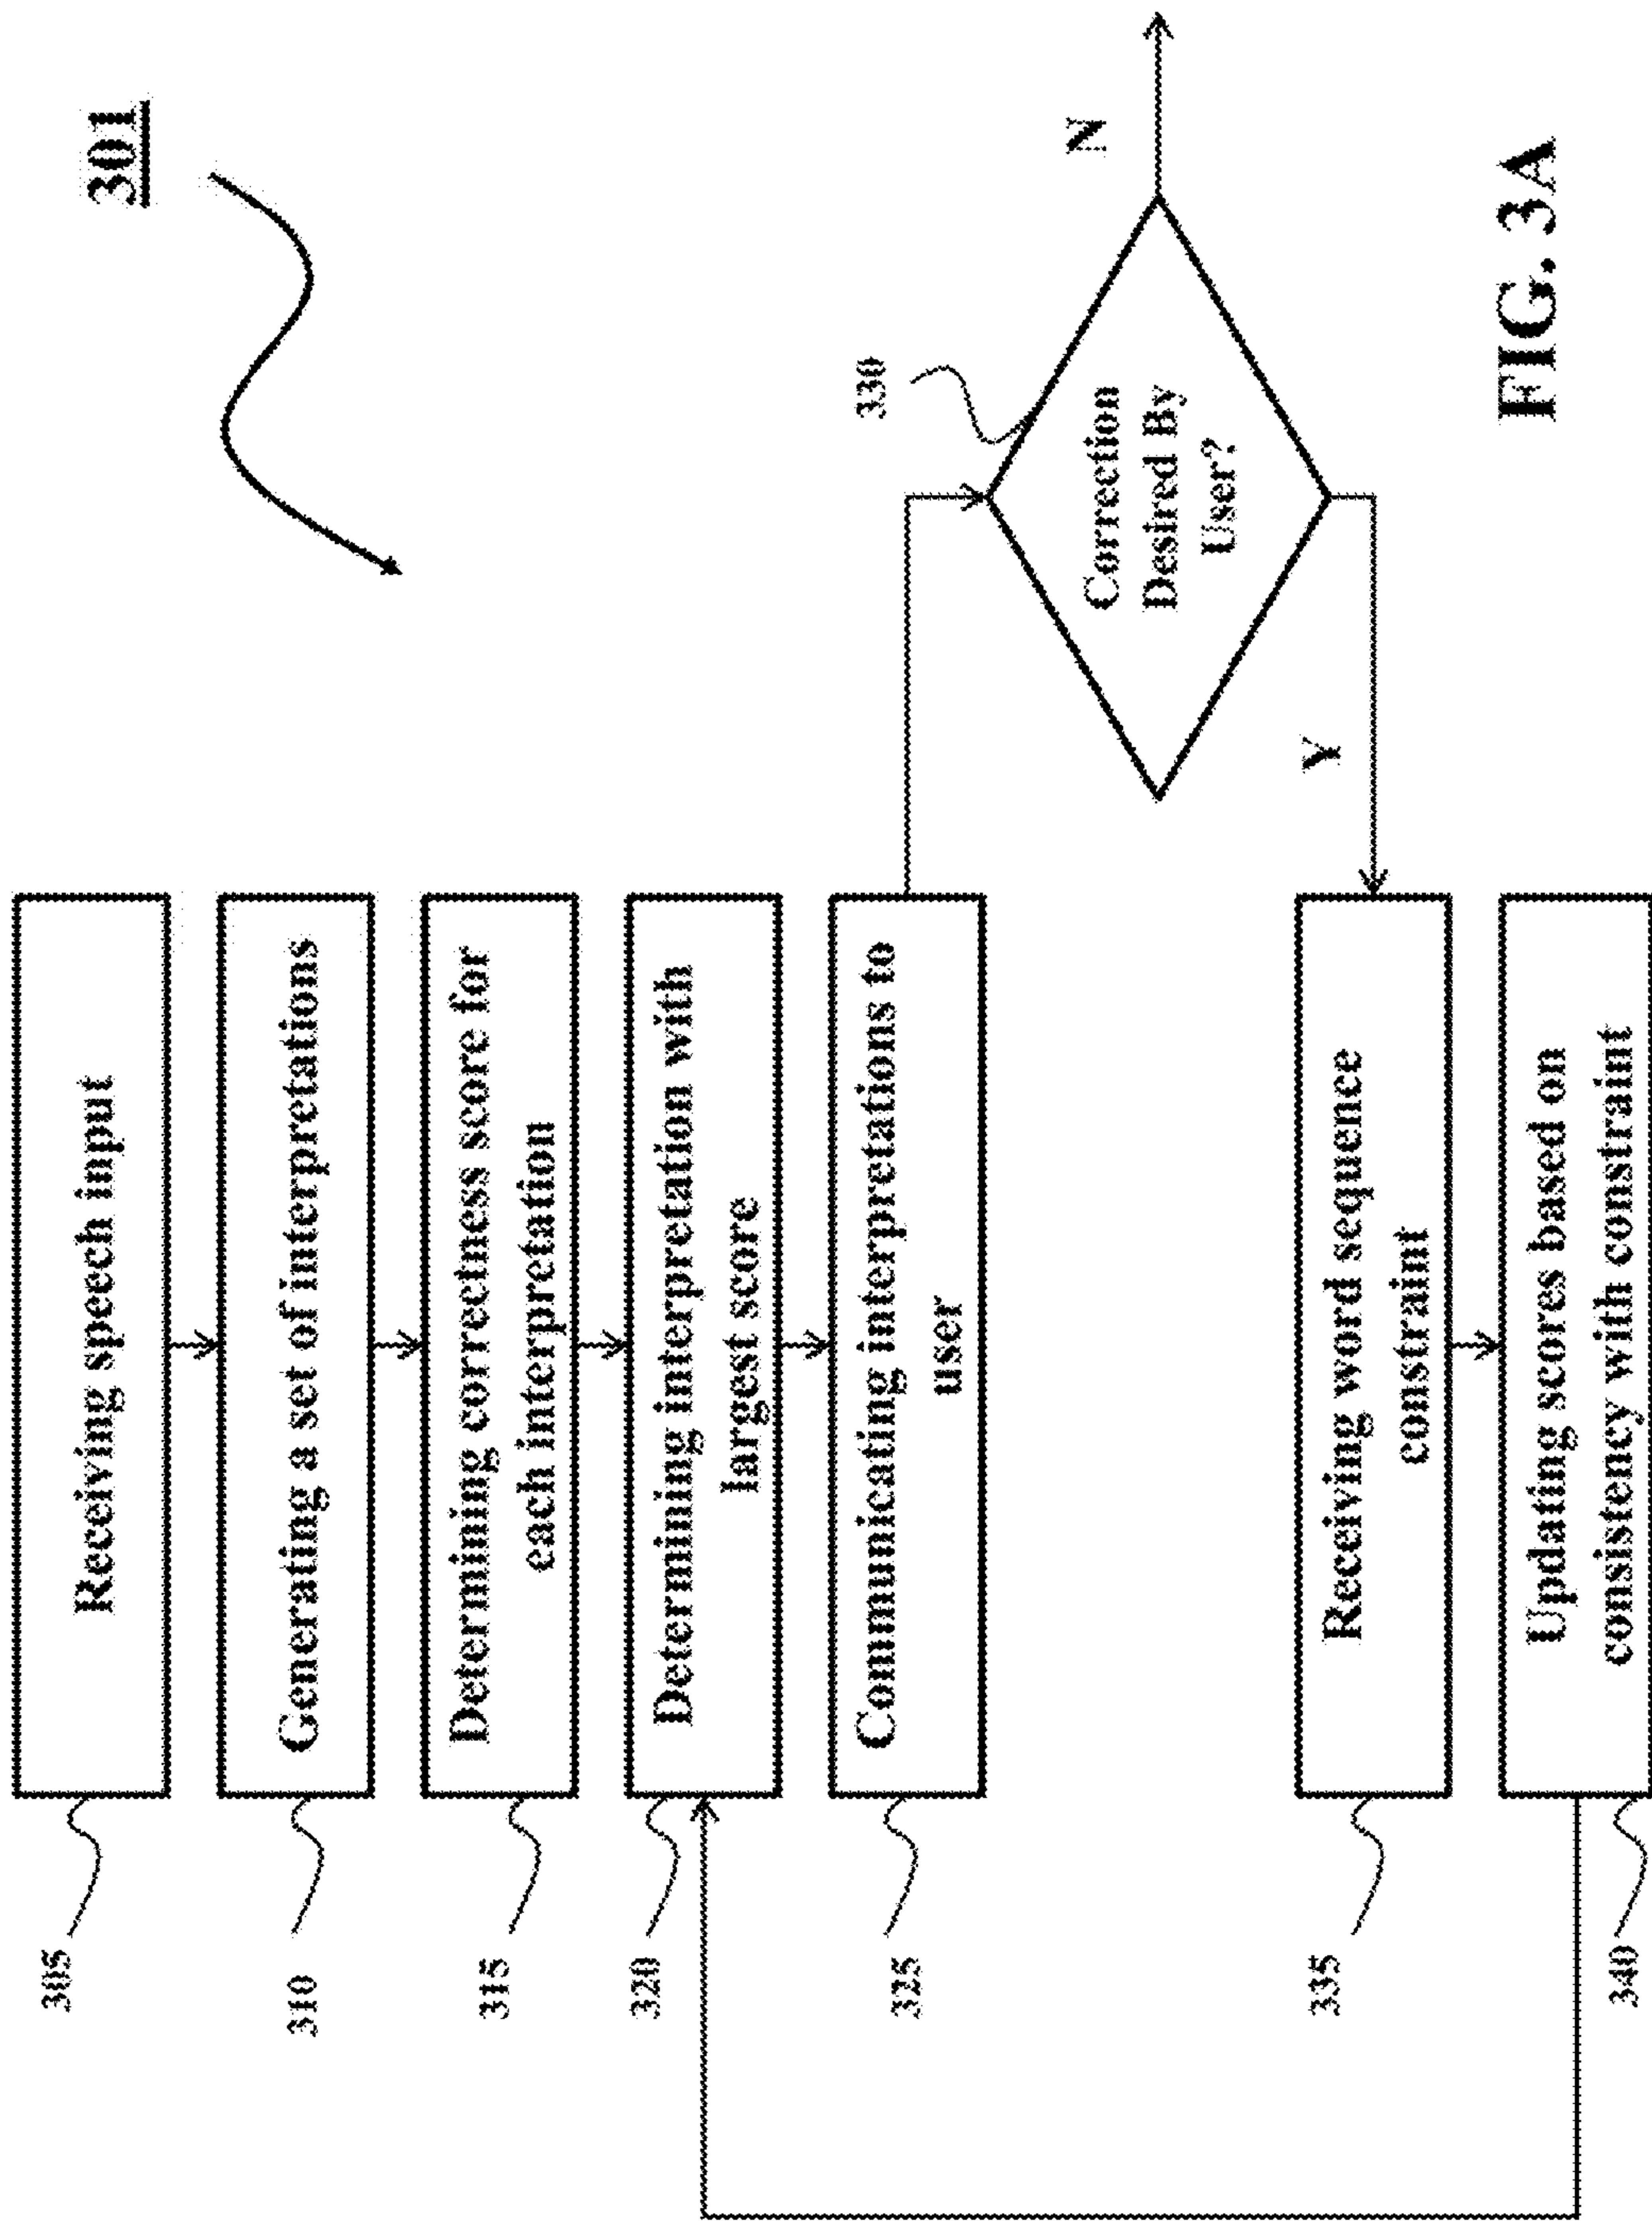 301
305
Receiving speech input
310
Generating a set of interpretations
315
Determining correctness score for
each interpretation
320
Determining interpretation with
largest score
325
Communicating interpretations to
user
330
Correction
Desired By
User?
N
Y
335
Receiving word sequence
constraint
340
Updating scores based on
consistency with constraint
FIG. 3A